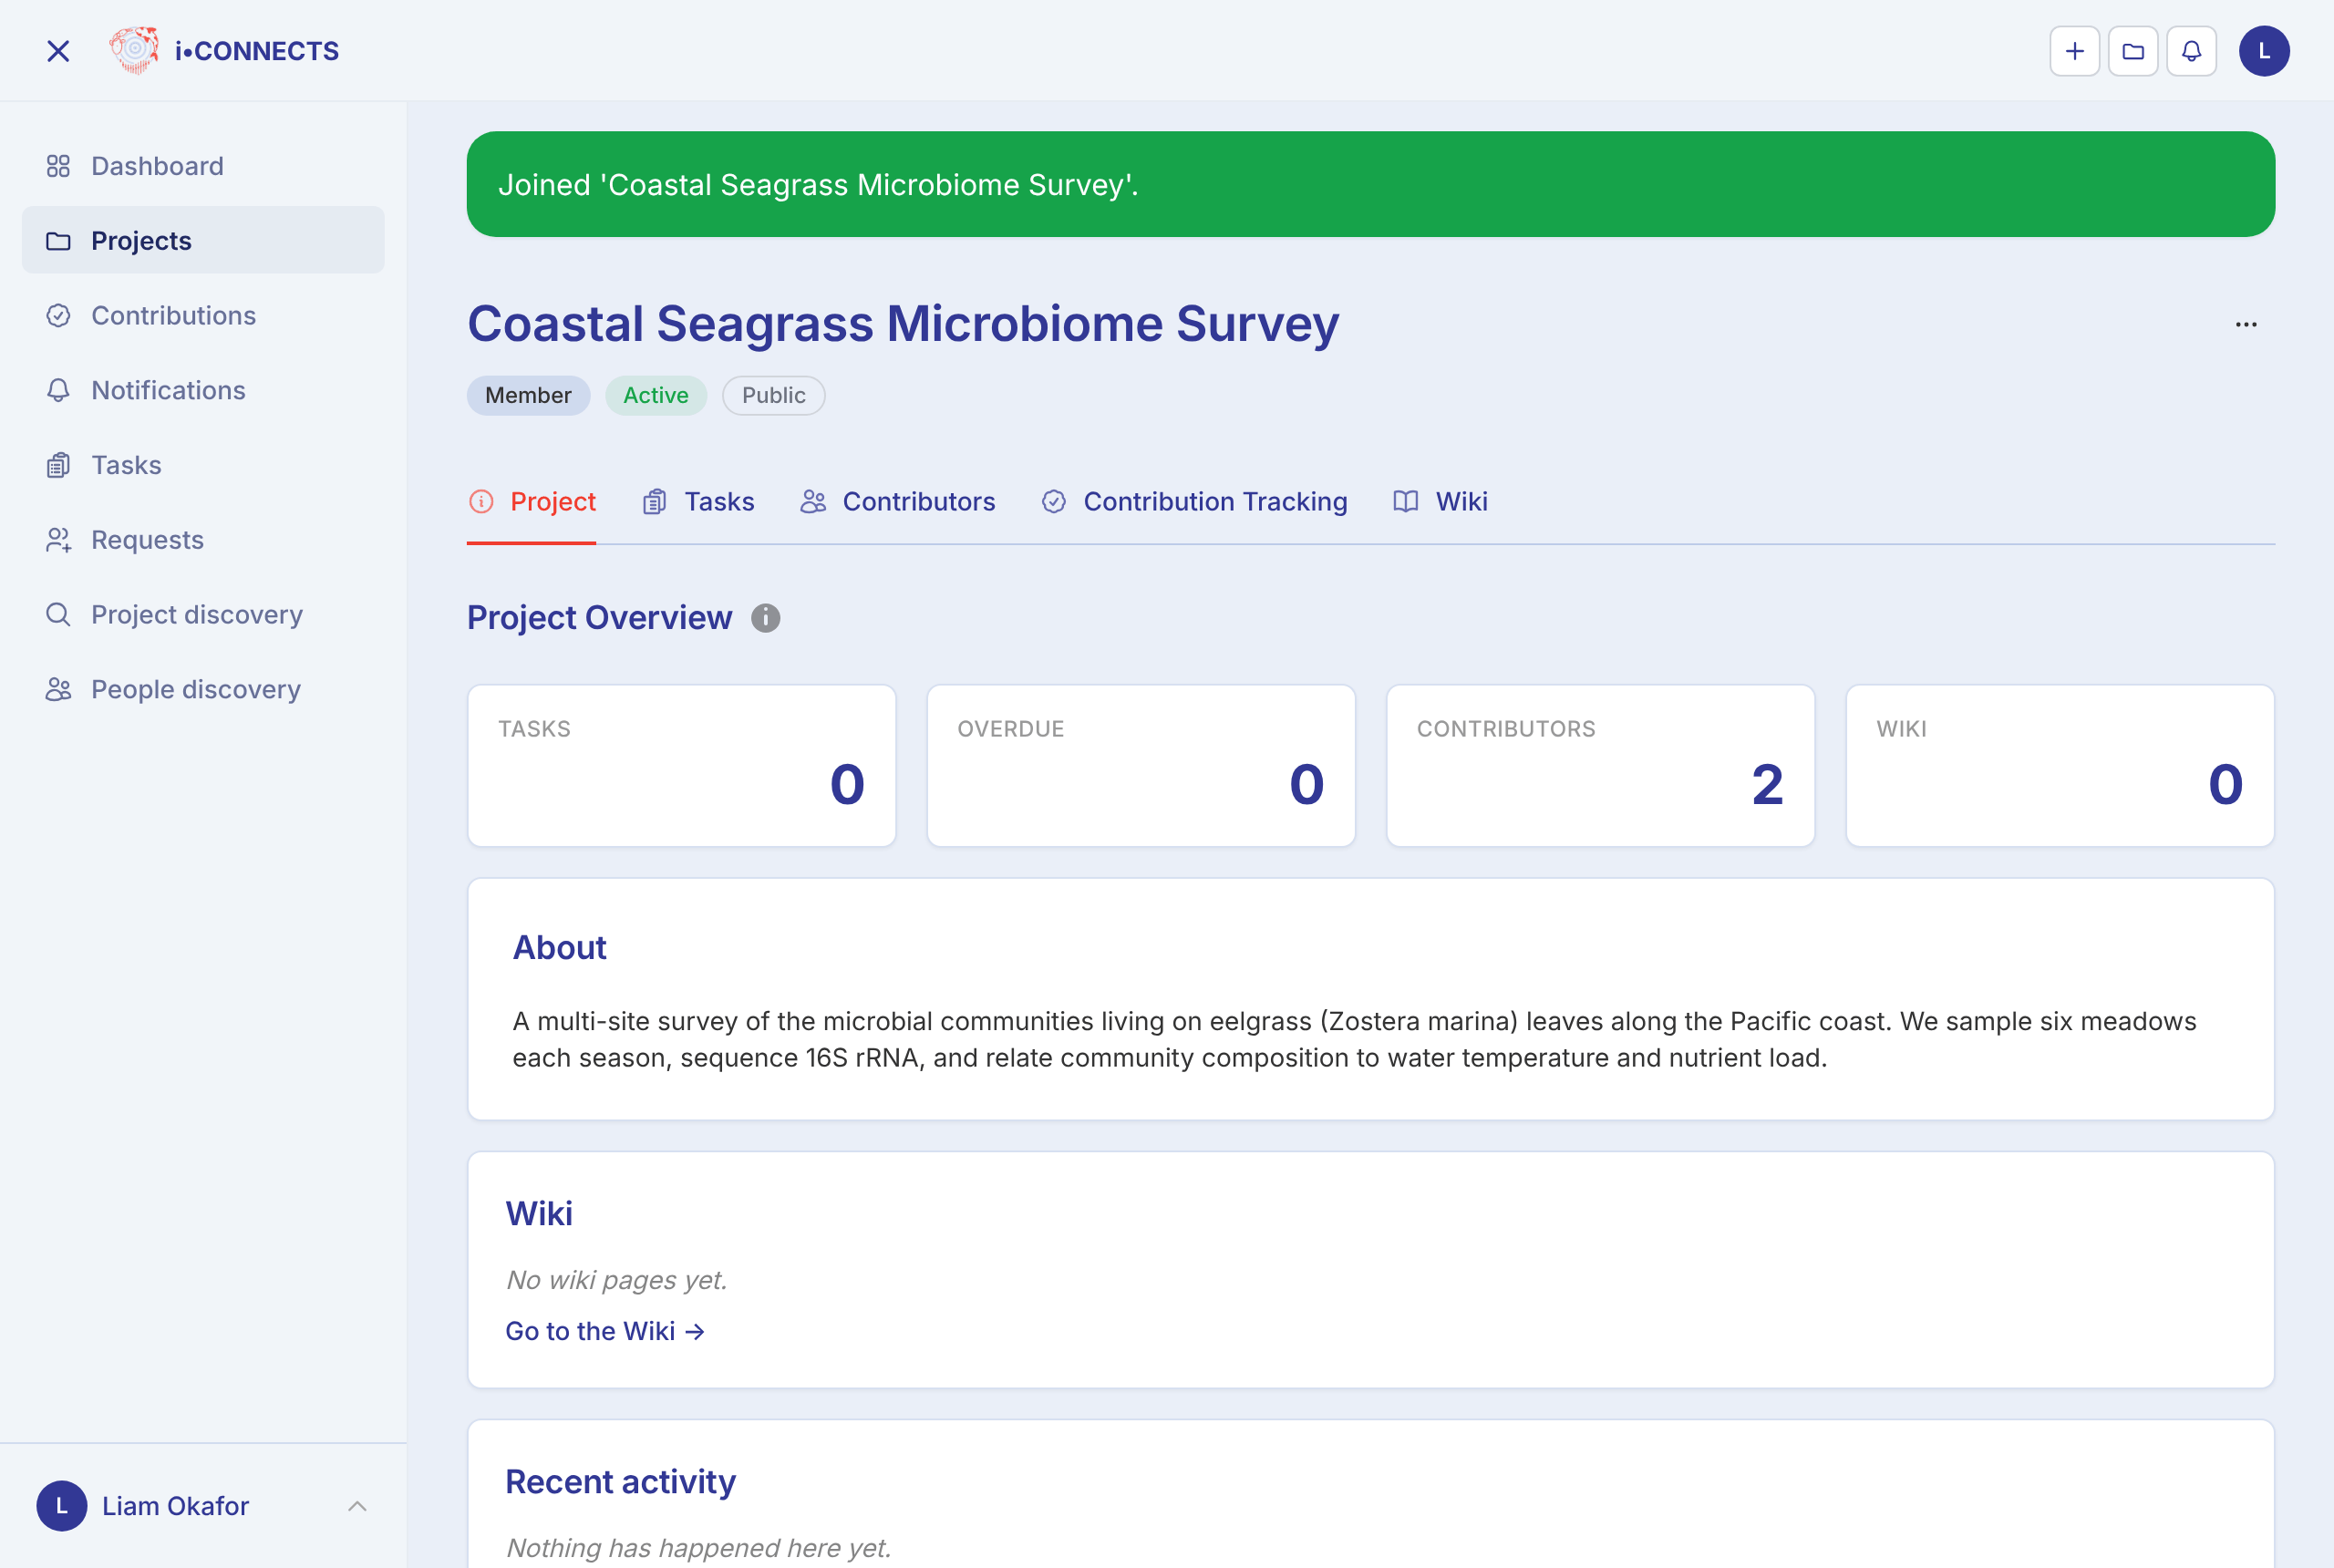 i•CONNECTS
L
Dashboard
Projects
Contributions
Notifications
Tasks
Requests
Project discovery
People discovery
Liam Okafor
L
Joined 'Coastal Seagrass Microbiome Survey'.
Coastal Seagrass Microbiome Survey
Member Active Public
Project Tasks Contributors Contribution Tracking Wiki
Project Overview
TASKS
0
OVERDUE
0
CONTRIBUTORS
2
WIKI
0
About
A multi-site survey of the microbial communities living on eelgrass (Zostera marina) leaves along the Pacific coast. We sample six meadows
each season, sequence 16S rRNA, and relate community composition to water temperature and nutrient load.
Wiki
No wiki pages yet.
Go to the Wiki →
Recent activity
Nothing has happened here yet.